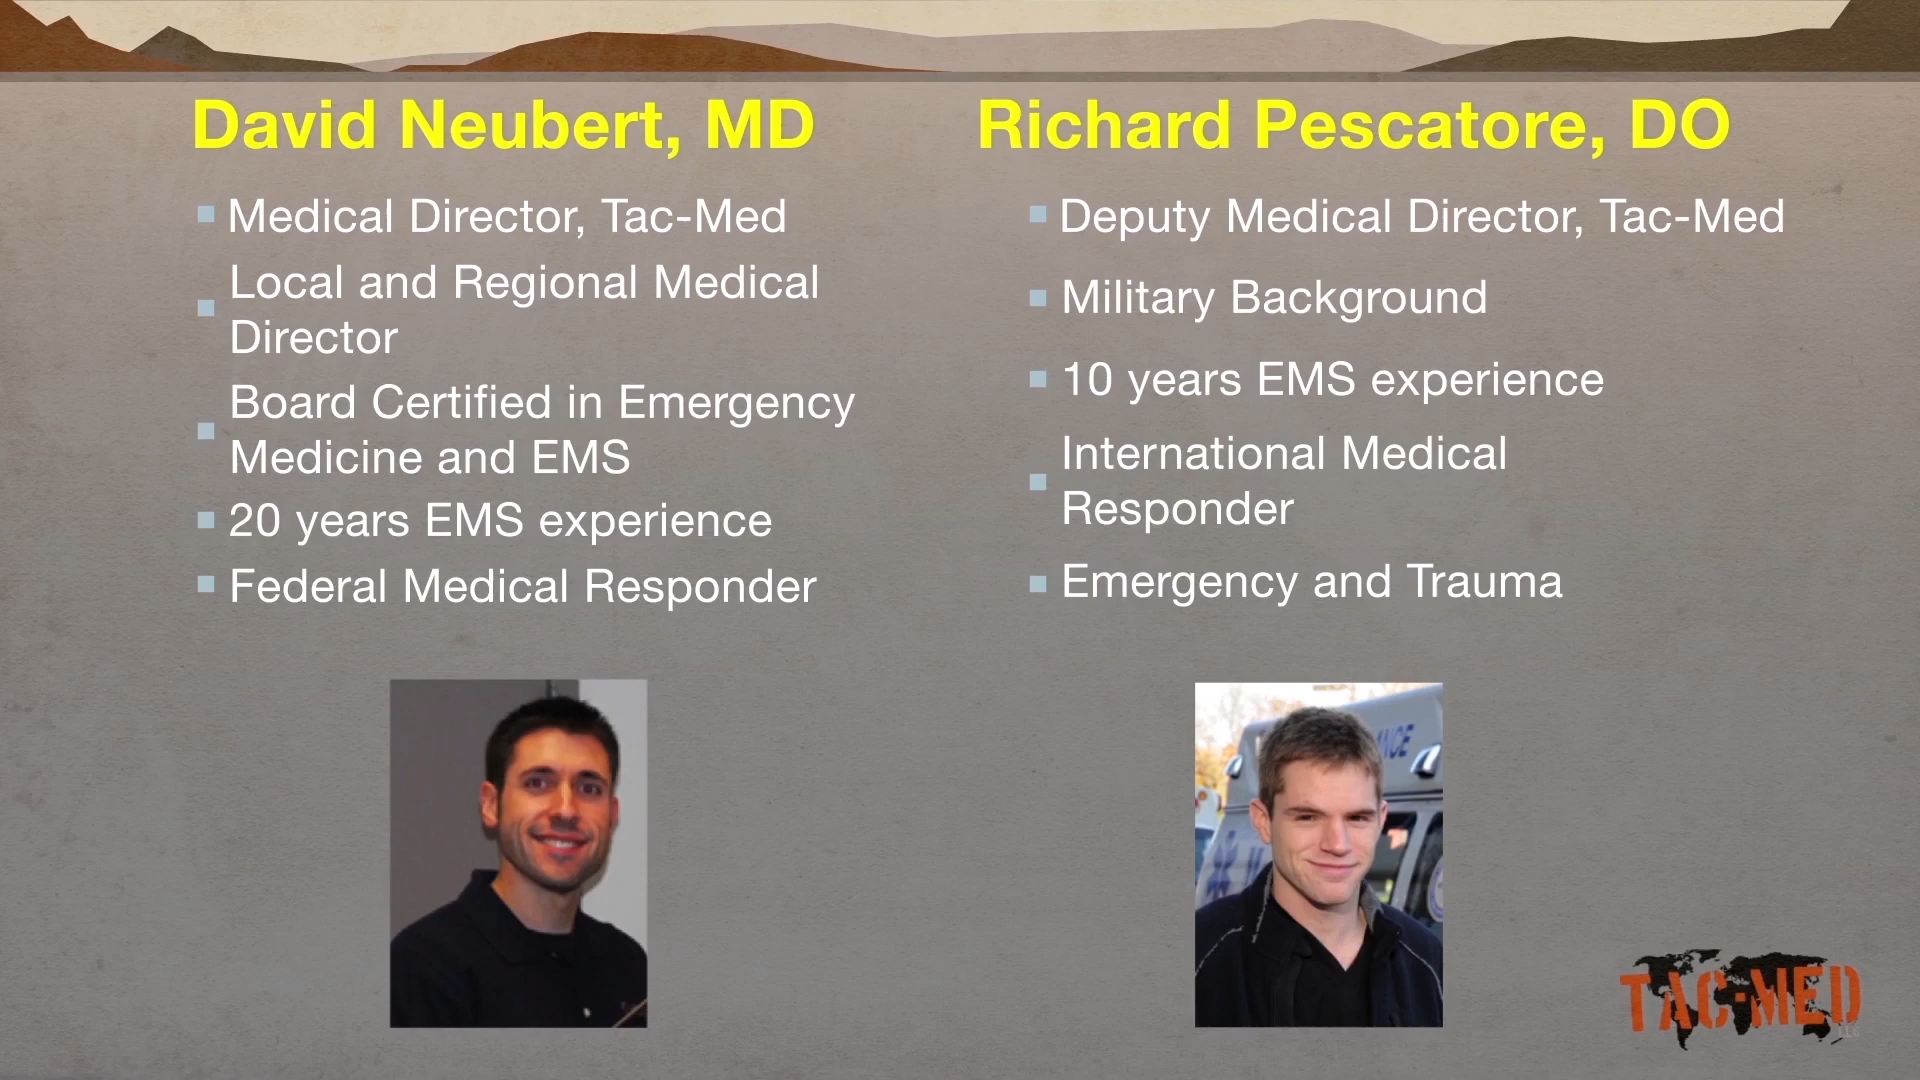 David Neubert, MD
Medical Director, Tac-Med
Local and Regional Medical
Director
Board Certified in Emergency
Medicine and EMS
20 years EMS experience
Federal Medical Responder
Richard Pescatore, DO
Deputy Medical Director, Tac-Med
Military Background
10 years EMS experience
International Medical
Responder
Emergency and Trauma
TAC-MED
LLC